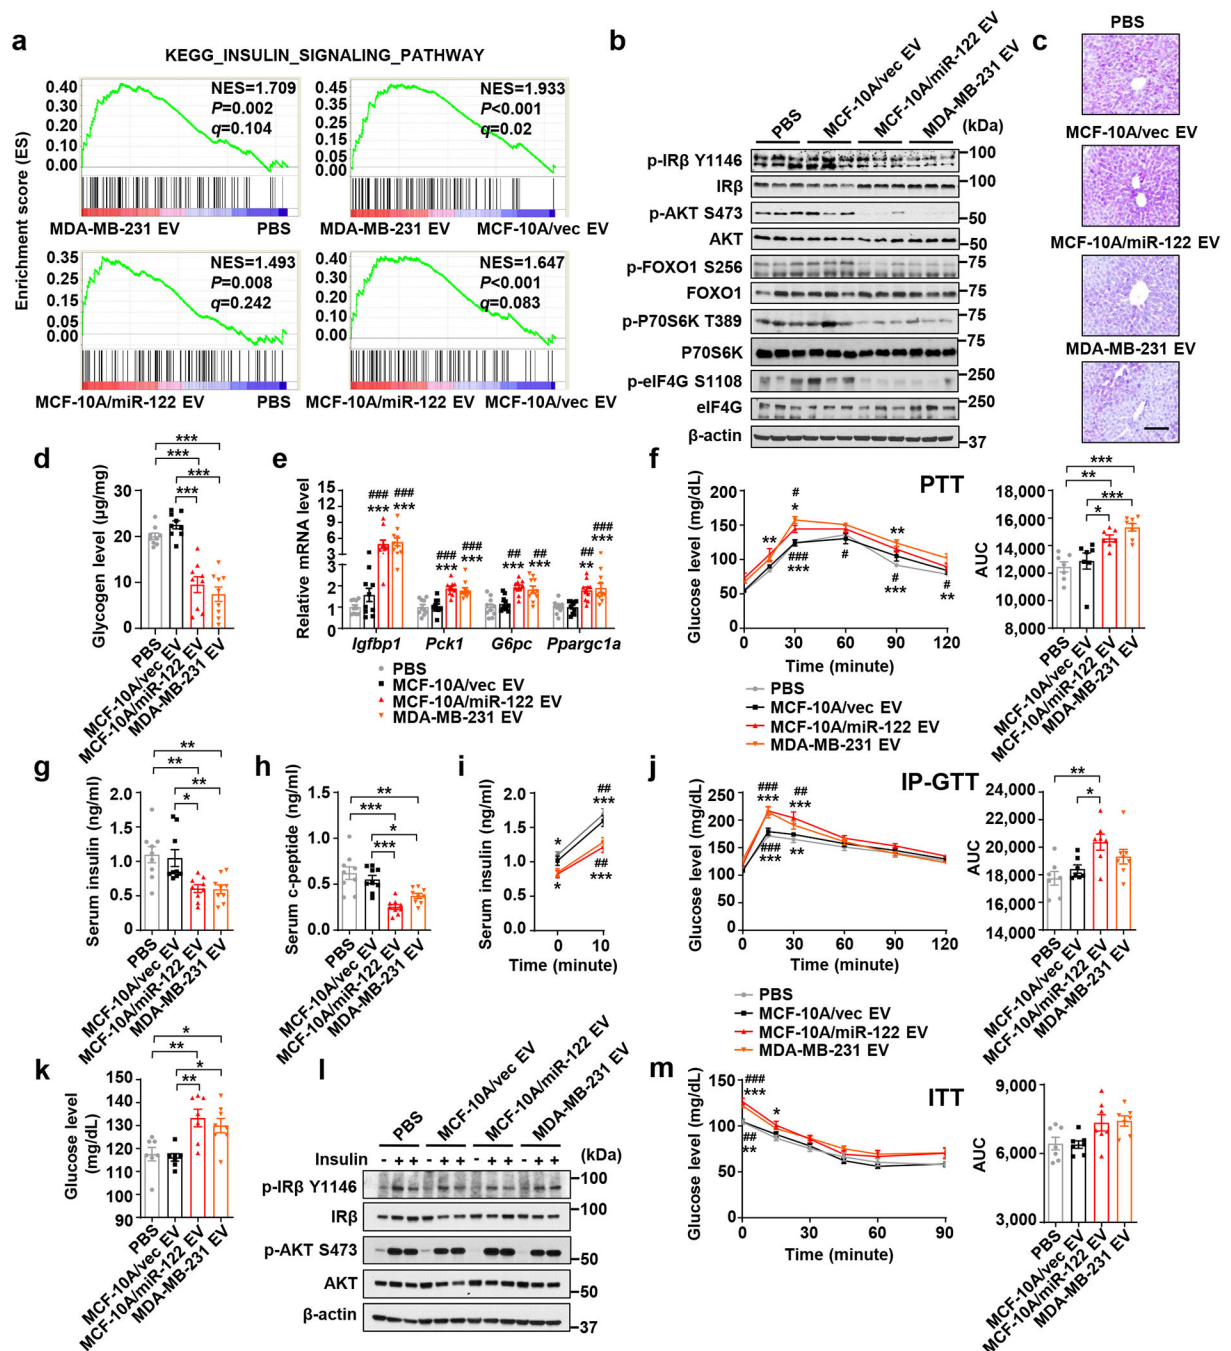 a
KEGG_INSULIN_SIGNALING_PATHWAY
Enrichment score (ES)
0.40
0.30
0.20
0.10
0.00
NES=1.709
P=0.002
q=0.104
MDA-MB-231 EV PBS
0.45
0.35
0.25
0.15
0.05
NES=1.933
P<0.001
q=0.02
MDA-MB-231 EV MCF-10A/vec EV
0.35
0.25
0.15
0.05
NES=1.493
P=0.008
q=0.242
MCF-10A/miR-122 EV PBS
0.40
0.30
0.20
0.10
0.00
NES=1.647
P<0.001
q=0.083
MCF-10A/miR-122 EV MCF-10A/vec EV
b
PBS
MCF-10A/vec EV
MCF-10A/miR-122 EV
MDA-MB-231 EV
(kDa)
p-IRβ Y1146 100
IRβ 100
p-AKT S473 50
AKT 50
p-FOXO1 S256 75
FOXO1 75
p-P70S6K T389 75
P70S6K 75
p-eIF4G S1108 250
eIF4G 250
β-actin 37
c
PBS
MCF-10A/vec EV
MCF-10A/miR-122 EV
MDA-MB-231 EV
d
Glycogen level (µg/mg)
30
20
10
0
***
***
***
***
PBS
MCF-10A/vec EV
MCF-10A/miR-122 EV
MDA-MB-231 EV
e
Relative mRNA level
15
12
9
6
3
3
2
1
0
### ###
*** ***
### ###
*** ***
## ##
*** ***
## ###
** ***
Igfbp1 Pck1 G6pc Ppargc1a
PBS
MCF-10A/vec EV
MCF-10A/miR-122 EV
MDA-MB-231 EV
f
PTT
Glucose level (mg/dL)
200
150
100
50
0
**
#
*
###
***
#
**
#
***
#
**
0 30 60 90 120
Time (minute)
PBS
MCF-10A/vec EV
MCF-10A/miR-122 EV
MDA-MB-231 EV
AUC
18,000
16,000
14,000
12,000
10,000
8,000
***
**
***
*
PBS
MCF-10A/vec EV
MCF-10A/miR-122 EV
MDA-MB-231 EV
g
Serum insulin (ng/ml)
2.0
1.5
1.0
0.5
0.0
**
**
**
*
PBS
MCF-10A/vec EV
MCF-10A/miR-122 EV
MDA-MB-231 EV
h
Serum c-peptide (ng/ml)
1.5
1.0
0.5
0.0
**
***
*
***
PBS
MCF-10A/vec EV
MCF-10A/miR-122 EV
MDA-MB-231 EV
i
Serum insulin (ng/ml)
2.0
1.5
1.0
0.5
0.0
*
*
##
***
##
***
0 10
Time (minute)
j
IP-GTT
Glucose level (mg/dL)
250
200
150
100
50
0
###
***
##
***
###
***
**
0 30 60 90 120
Time (minute)
PBS
MCF-10A/vec EV
MCF-10A/miR-122 EV
MDA-MB-231 EV
AUC
24,000
22,000
20,000
18,000
16,000
14,000
**
*
PBS
MCF-10A/vec EV
MCF-10A/miR-122 EV
MDA-MB-231 EV
k
Glucose level
(mg/dL)
150
140
130
120
110
100
90
*
**
*
**
PBS
MCF-10A/vec EV
MCF-10A/miR-122 EV
MDA-MB-231 EV
l
PBS
MCF-10A/vec EV
MCF-10A/miR-122 EV
MDA-MB-231 EV
Insulin - + + - + + - + + - + + (kDa)
p-IRβ Y1146 100
IRβ 100
p-AKT S473 50
AKT 50
β-actin 37
m
ITT
Glucose level (mg/dL)
150
100
50
0
###
***
*
##
**
0 30 60 90
Time (minute)
AUC
9,000
6,000
3,000
PBS
MCF-10A/vec EV
MCF-10A/miR-122 EV
MDA-MB-231 EV